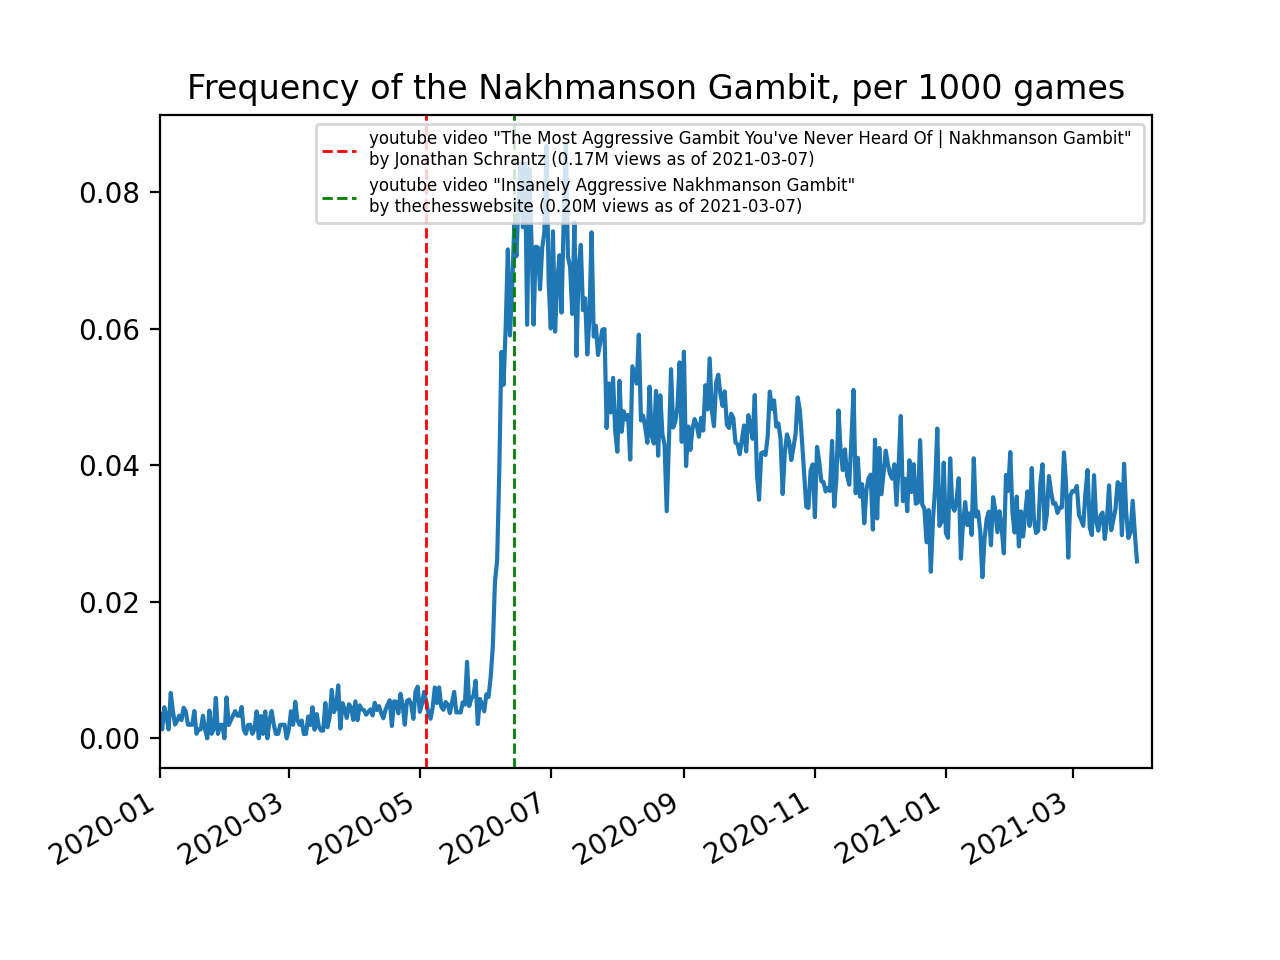 Frequency of the Nakhmanson Gambit, per 1000 games
youtube video "The Most Aggressive Gambit You've Never Heard Of | Nakhmanson Gambit"
by Jonathan Schrantz (0.17M views as of 2021-03-07)
youtube video "Insanely Aggressive Nakhmanson Gambit"
by thechesswebsite (0.20M views as of 2021-03-07)
0.08
0.06
0.04
0.02
0.00
2020-01
2020-03
2020-05
2020-07
2020-09
2020-11
2021-01
2021-03